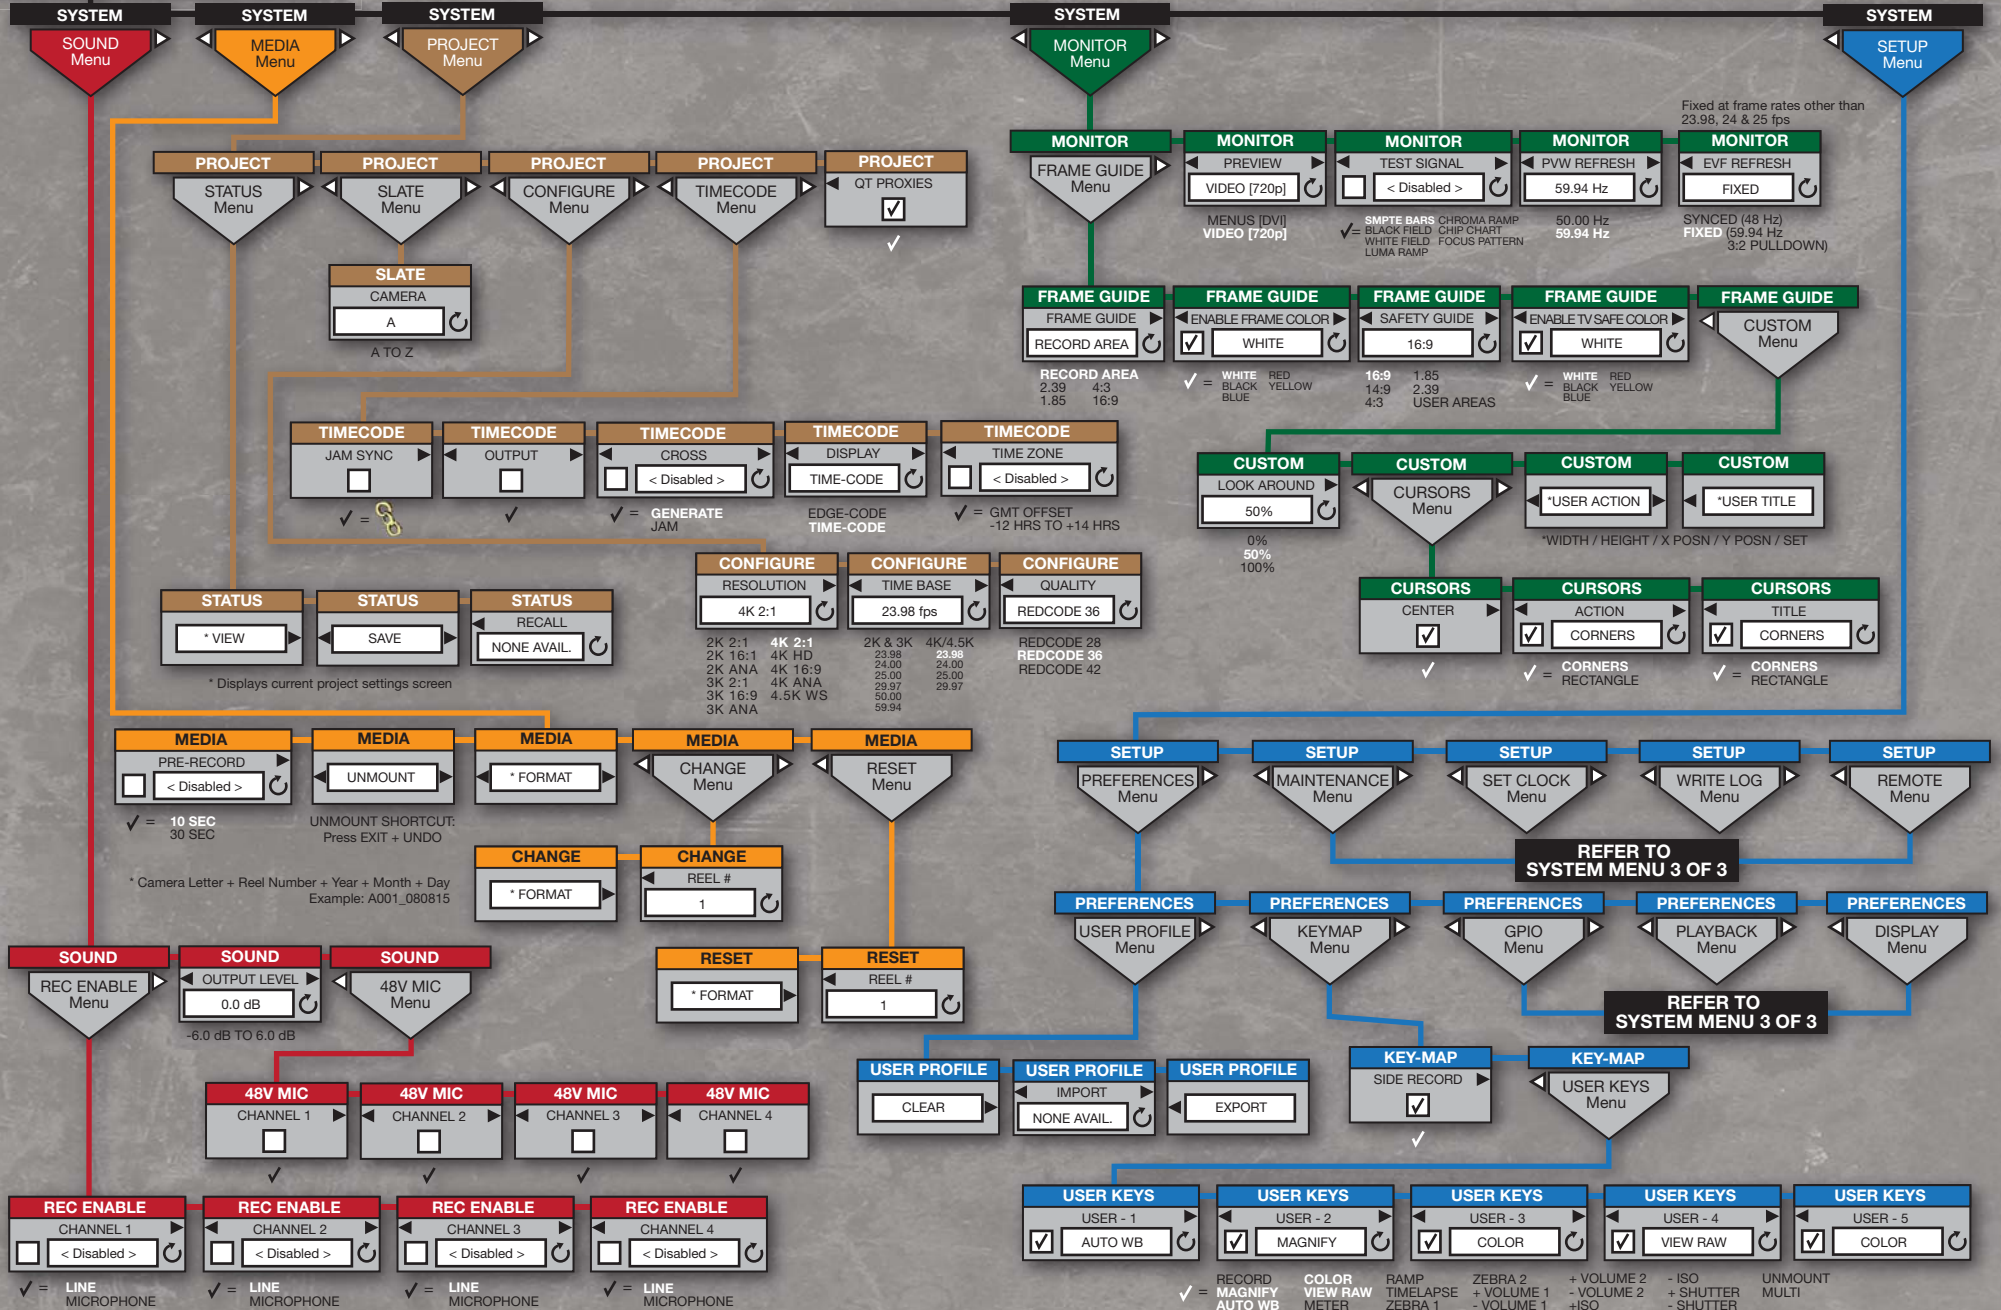 SYSTEM
SOUND
Menu
SYSTEM
MEDIA
Menu
SYSTEM
PROJECT
Menu
SYSTEM
MONITOR
Menu
SYSTEM
SETUP
Menu
PROJECT
STATUS
Menu
PROJECT
SLATE
Menu
PROJECT
CONFIGURE
Menu
PROJECT
TIMECODE
Menu
PROJECT
QT PROXIES
SLATE
CAMERA
A
A TO Z
TIMECODE
JAM SYNC
=
TIMECODE
OUTPUT
TIMECODE
CROSS
< Disabled >
= GENERATE
JAM
TIMECODE
DISPLAY
TIME-CODE
EDGE-CODE
TIME-CODE
TIMECODE
TIME ZONE
< Disabled >
= GMT OFFSET
-12 HRS TO +14 HRS
CONFIGURE
RESOLUTION
4K 2:1
2K 2:1 4K 2:1
2K 16:1 4K HD
2K ANA 4K 16:9
3K 2:1 4K ANA
3K 16:9 4.5K WS
3K ANA
CONFIGURE
TIME BASE
23.98 fps
2K & 3K 4K/4.5K
23.98 23.98
24.00 24.00
25.00 25.00
29.97 29.97
50.00
59.94
CONFIGURE
QUALITY
REDCODE 36
REDCODE 28
REDCODE 36
REDCODE 42
STATUS
* VIEW
STATUS
SAVE
STATUS
RECALL
NONE AVAIL.
* Displays current project settings screen
MONITOR
FRAME GUIDE
Menu
MONITOR
PREVIEW
VIDEO [720p]
MENUS [DVI]
VIDEO [720p]
MONITOR
TEST SIGNAL
< Disabled >
= SMPTE BARS CHROMA RAMP
BLACK FIELD CHIP CHART
WHITE FIELD FOCUS PATTERN
LUMA RAMP
MONITOR
PVW REFRESH
59.94 Hz
50.00 Hz
59.94 Hz
Fixed at frame rates other than
23.98, 24 & 25 fps
MONITOR
EVF REFRESH
FIXED
SYNCED (48 Hz)
FIXED (59.94 Hz
3:2 PULLDOWN)
FRAME GUIDE
FRAME GUIDE
RECORD AREA
RECORD AREA
2.39 4:3
1.85 16:9
FRAME GUIDE
ENABLE FRAME COLOR
WHITE
= WHITE RED
BLACK YELLOW
BLUE
FRAME GUIDE
SAFETY GUIDE
16:9
16:9 1.85
14:9 2.39
4:3 USER AREAS
FRAME GUIDE
ENABLE TV SAFE COLOR
WHITE
= WHITE RED
BLACK YELLOW
BLUE
FRAME GUIDE
CUSTOM
Menu
CUSTOM
LOOK AROUND
50%
0%
50%
100%
CUSTOM
CURSORS
Menu
CUSTOM
*USER ACTION
CUSTOM
*USER TITLE
*WIDTH / HEIGHT / X POSN / Y POSN / SET
CURSORS
CENTER
CURSORS
ACTION
CORNERS
= CORNERS
RECTANGLE
CURSORS
TITLE
CORNERS
= CORNERS
RECTANGLE
MEDIA
PRE-RECORD
< Disabled >
= 10 SEC
30 SEC
MEDIA
UNMOUNT
UNMOUNT SHORTCUT:
Press EXIT + UNDO
MEDIA
* FORMAT
MEDIA
CHANGE
Menu
MEDIA
RESET
Menu
* Camera Letter + Reel Number + Year + Month + Day
Example: A001_080815
CHANGE
* FORMAT
CHANGE
REEL #
1
RESET
* FORMAT
RESET
REEL #
1
SETUP
PREFERENCES
Menu
SETUP
MAINTENANCE
Menu
SETUP
SET CLOCK
Menu
SETUP
WRITE LOG
Menu
SETUP
REMOTE
Menu
REFER TO
SYSTEM MENU 3 OF 3
PREFERENCES
USER PROFILE
Menu
PREFERENCES
KEYMAP
Menu
PREFERENCES
GPIO
Menu
PREFERENCES
PLAYBACK
Menu
PREFERENCES
DISPLAY
Menu
REFER TO
SYSTEM MENU 3 OF 3
USER PROFILE
CLEAR
USER PROFILE
IMPORT
NONE AVAIL.
USER PROFILE
EXPORT
KEY-MAP
SIDE RECORD
KEY-MAP
USER KEYS
Menu
SOUND
REC ENABLE
Menu
SOUND
OUTPUT LEVEL
0.0 dB
-6.0 dB TO 6.0 dB
SOUND
48V MIC
Menu
48V MIC
CHANNEL 1
48V MIC
CHANNEL 2
48V MIC
CHANNEL 3
48V MIC
CHANNEL 4
REC ENABLE
CHANNEL 1
< Disabled >
= LINE
MICROPHONE
REC ENABLE
CHANNEL 2
< Disabled >
= LINE
MICROPHONE
REC ENABLE
CHANNEL 3
< Disabled >
= LINE
MICROPHONE
REC ENABLE
CHANNEL 4
< Disabled >
= LINE
MICROPHONE
USER KEYS
USER - 1
AUTO WB
USER KEYS
USER - 2
MAGNIFY
USER KEYS
USER - 3
COLOR
USER KEYS
USER - 4
VIEW RAW
USER KEYS
USER - 5
COLOR
RECORD COLOR RAMP ZEBRA 2 + VOLUME 2 - ISO UNMOUNT
= MAGNIFY VIEW RAW TIMELAPSE + VOLUME 1 - VOLUME 2 + SHUTTER MULTI
AUTO WB METER ZEBRA 1 - VOLUME 1 +ISO - SHUTTER